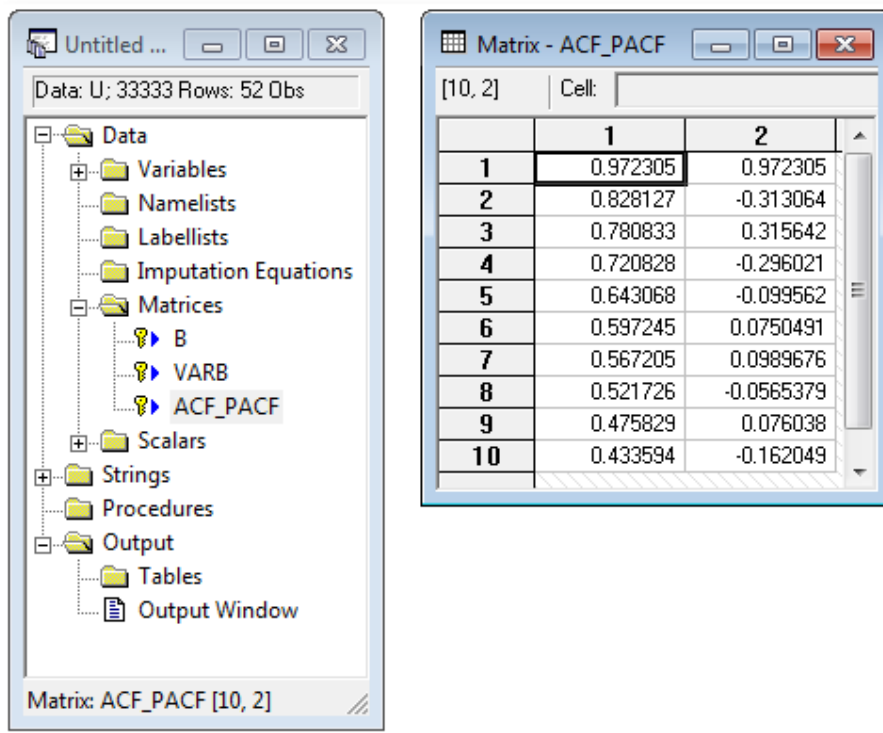 Untitled ...
Data: U; 33333 Rows: 52 Obs
Data
Variables
Namelists
Labellists
Imputation Equations
Matrices
B
VARB
ACF_PACF
Scalars
Strings
Procedures
Output
Tables
Output Window
Matrix: ACF_PACF [10, 2]
Matrix - ACF_PACF
[10, 2] Cell:
1 2
1 0.972305 0.972305
2 0.828127 -0.313064
3 0.780833 0.315642
4 0.720828 -0.296021
5 0.643068 -0.099562
6 0.597245 0.0750491
7 0.567205 0.0989676
8 0.521726 -0.0565379
9 0.475829 0.076038
10 0.433594 -0.162049